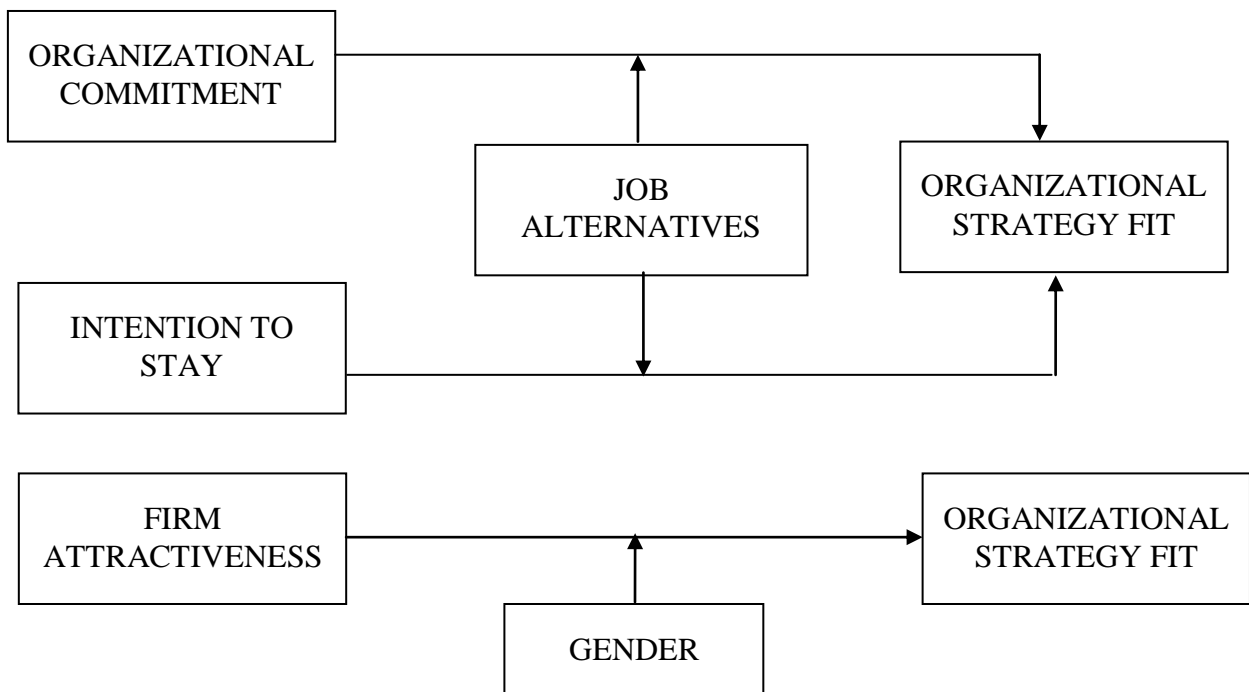 ORGANIZATIONAL
COMMITMENT
JOB
ALTERNATIVES
ORGANIZATIONAL
STRATEGY FIT
INTENTION TO
STAY
FIRM
ATTRACTIVENESS
ORGANIZATIONAL
STRATEGY FIT
GENDER